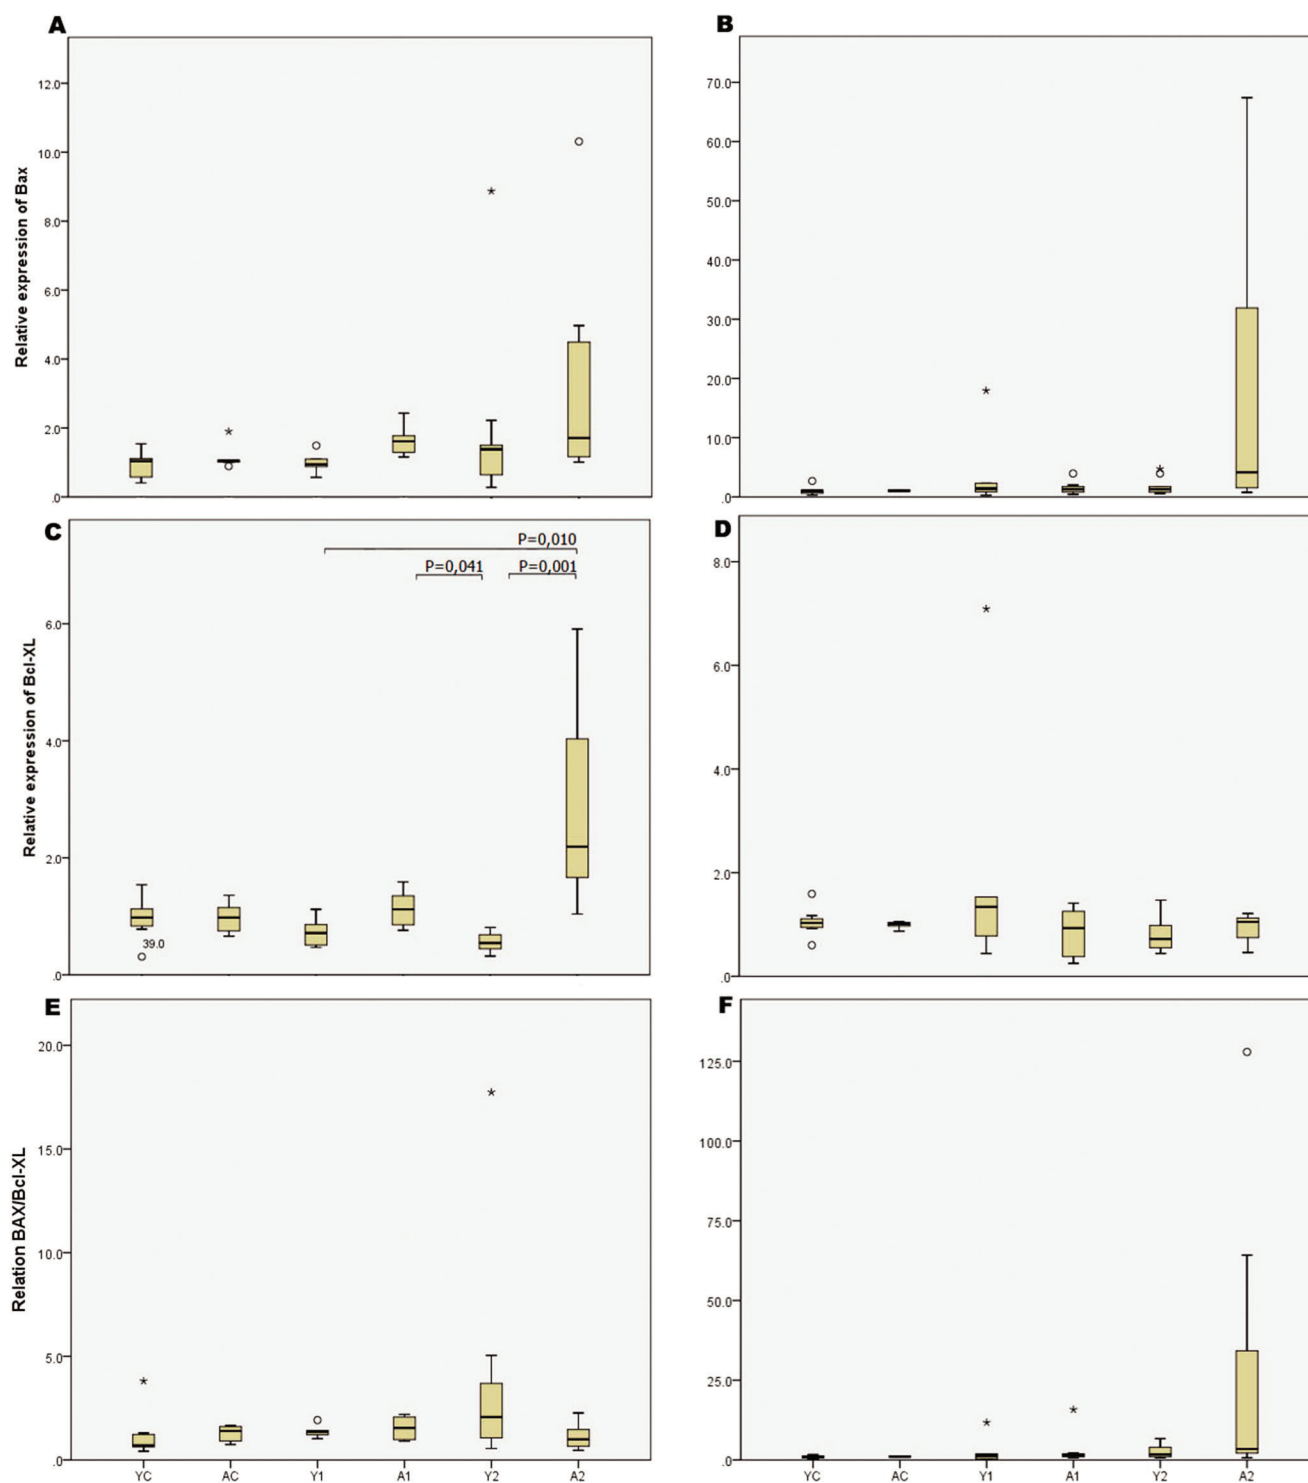 A
Relative expression of Bax
12.0
10.0
8.0
6.0
4.0
2.0
.0
B
70.0
60.0
50.0
40.0
30.0
20.0
10.0
.0
C
Relative expression of Bcl-XL
P=0,010
P=0,041 P=0,001
6.0
4.0
2.0
.0
39.0
D
8.0
6.0
4.0
2.0
.0
E
Relation BAX/Bcl-XL
20.0
15.0
10.0
5.0
.0
YC AC Y1 A1 Y2 A2
F
125.0
100.0
75.0
50.0
25.0
.0
YC AC Y1 A1 Y2 A2